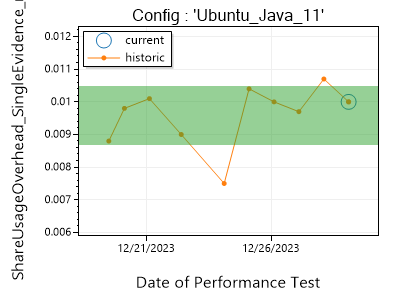 Config : 'Ubuntu_Java_11'
current
historic
0.012
0.011
0.01
0.009
0.008
0.007
0.006
12/21/2023
12/26/2023
Date of Performance Test
ShareUsageOverhead_SingleEvidence_